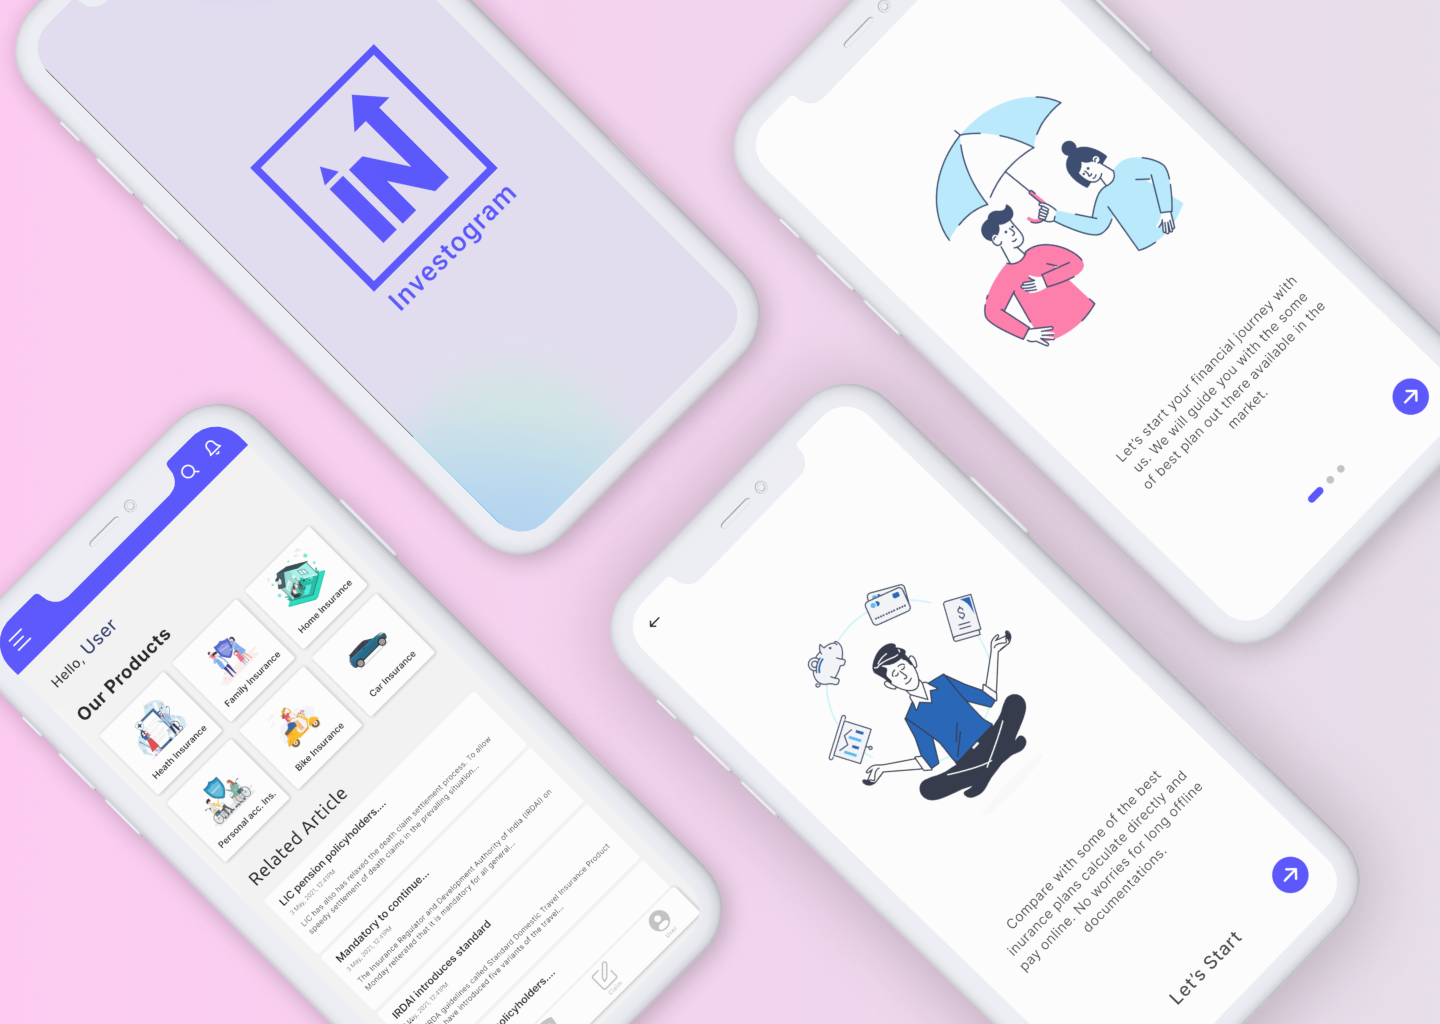 iN
Investogram
Let's start your financial journey with
us. We will guide you with the some
of best plan out there available in the
market.
Hello, User
Our Products
Heath Insurance
Family Insurance
Home Insurance
Personal acc. Ins.
Bike Insurance
Car Insurance
Related Article
LIC pension policyholders....
3 May, 2021, 12:41PM
LIC has also has relaxed the death claim settlement process. To allow
speedy settlement of death claims in the prevailing situation...
Mandatory to continue...
3 May, 2021, 12:41PM
The Insurance Regulator and Development Authority of India (IRDAI) on
Monday reiterated that it is mandatory for all general...
IRDAI introduces standard
May, 2021, 12:41PM
guidelines called Standard Domestic Travel Insurance Product
have introduced five variants of the travel...
policyholders....
Claim
User
Compare with some of the best
inurance plans calculate directly and
pay online. No worries for long offline
documentations.
Let's Start